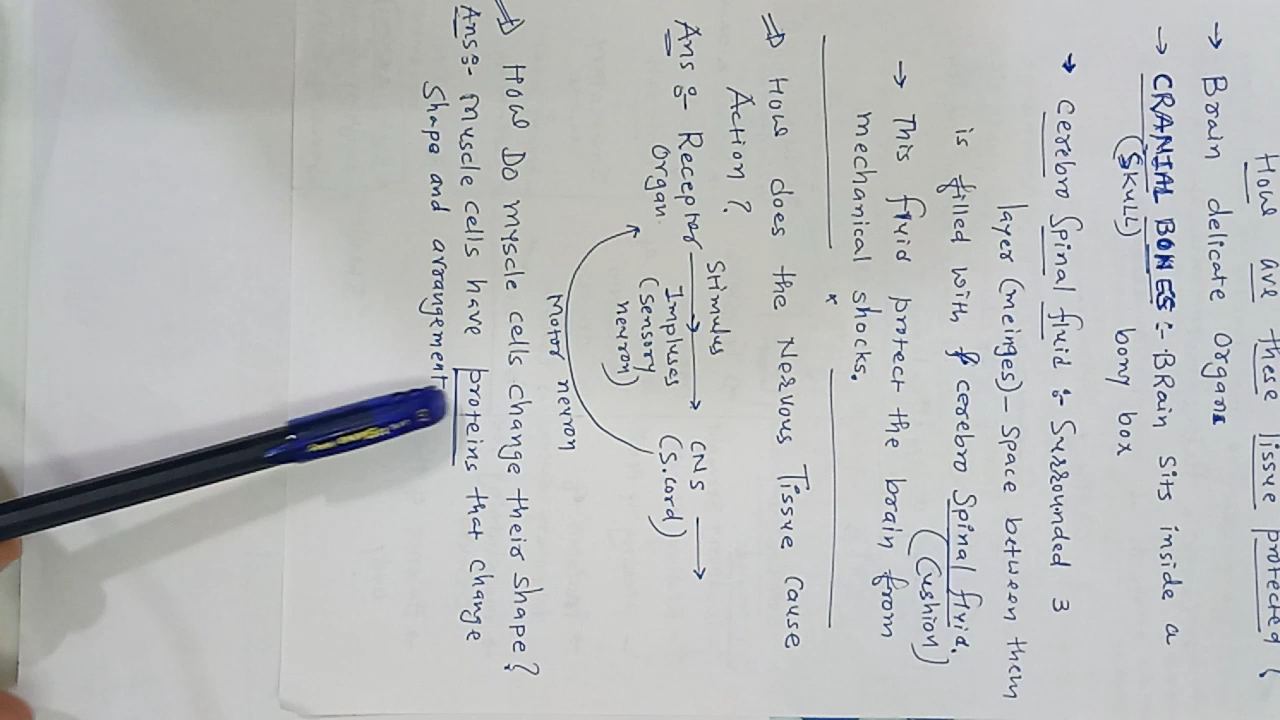 How are these Tissue protected
→ Brain delicate organs
→ CRANIAL BONES :- BRain sits inside a
(SKULL) bony box
→ Cerebro Spinal fluid :- Surrounded 3
layer (meinges) - Space between them
is filled with cerebro Spinal fluid.
(Cushion)
→ This fluid protect the brain from
mechanical shocks.
x
⇒ How does the Nervous Tissue cause
Action ?
Ans :- Receptor Stimulus → CNS →
Organ Impluses (S.cord)
(sensory
neuron)
Motor neuron
⇒ How Do muscle cells change their shape?
Ans :- muscle cells have proteins that change
Shape and arrangement